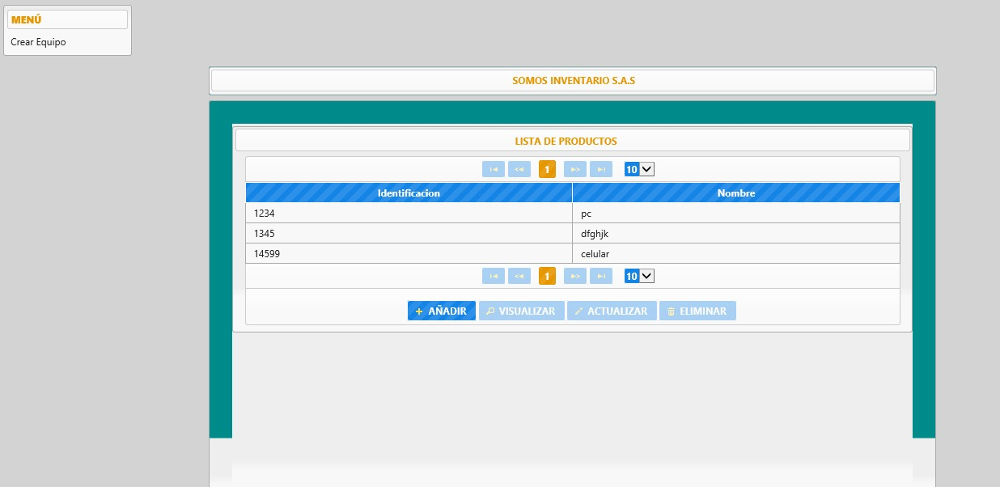 MENÚ
Crear Equipo
SOMOS INVENTARIO S.A.S
LISTA DE PRODUCTOS
1 10
Identificacion Nombre
1234 pc
1345 dfghjk
14599 celular
1 10
AÑADIR VISUALIZAR ACTUALIZAR ELIMINAR